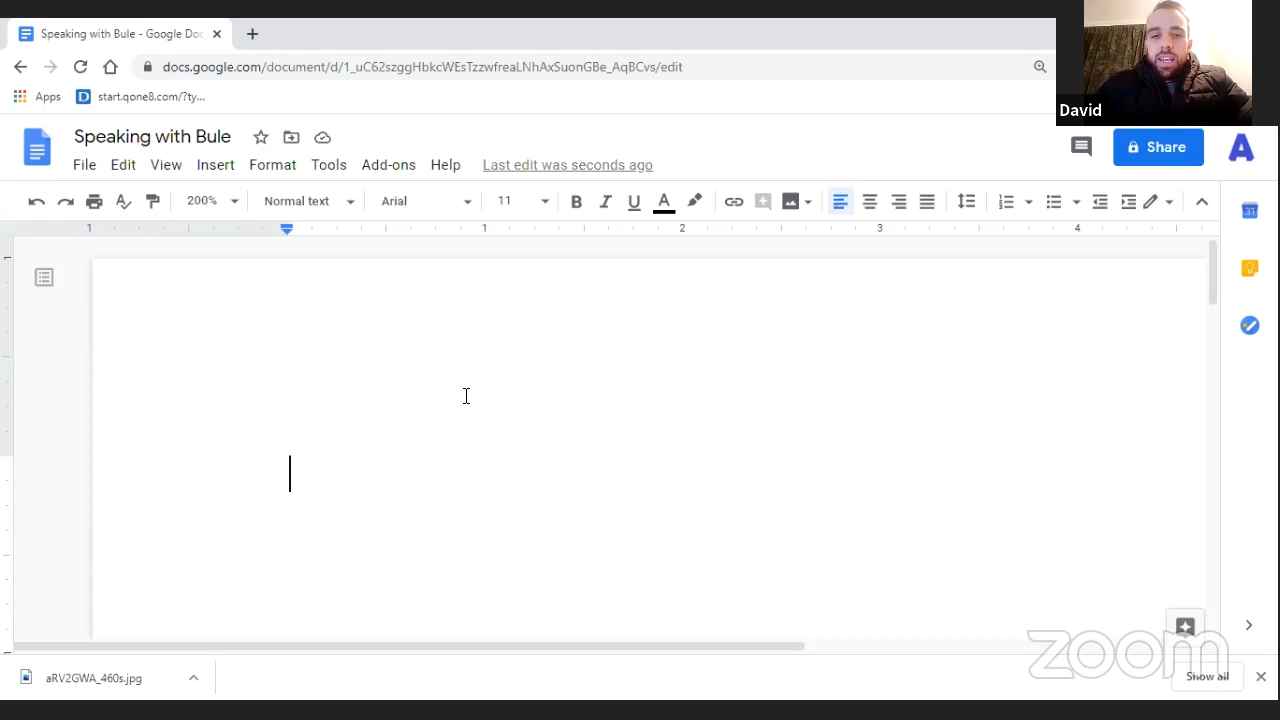 Speaking with Bule - Google Doc
docs.google.com/document/d/1_uC62szggHbkcWEsTzzwfreaLNhAxSuonGBe_AqBCvs/edit
Apps
start.qone8.com/?ty...
David
Speaking with Bule
File Edit View Insert Format Tools Add-ons Help Last edit was seconds ago
Share
A
200% Normal text Arial 11 B I U A
1 1 2 3 4
31
1
zoom
aRV2GWA_460s.jpg
Show all